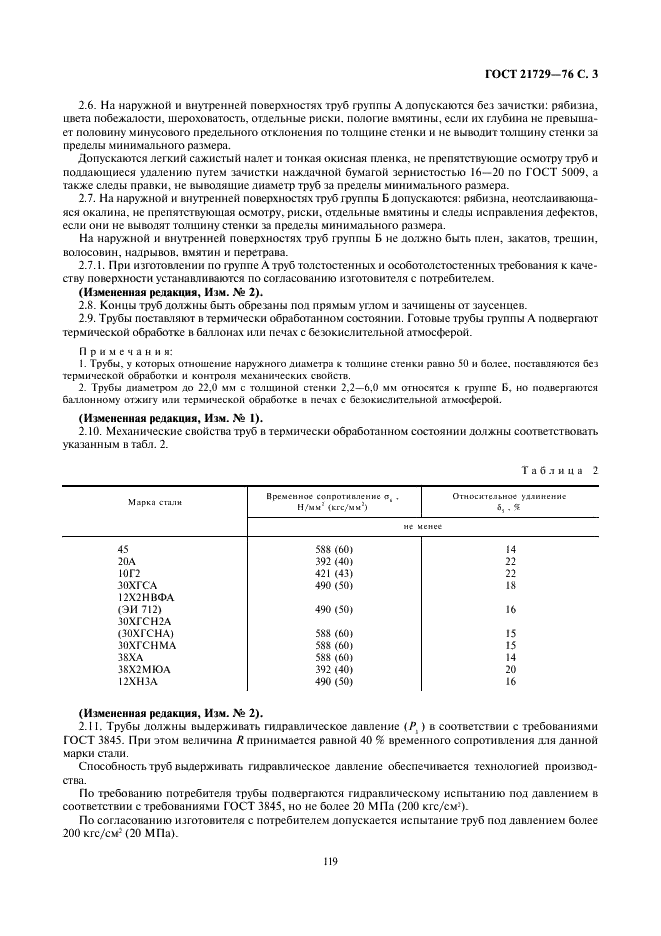 ГОСТ 21729—76 С. 3
2.6. На наружной и внутренней поверхностях труб группы А допускаются без зачистки: рябизна,
цвета побежалости, шероховатость, отдельные риски, пологие вмятины, если их глубина не превыша-
ет половину минусового предельного отклонения по толщине стенки и не выводит толщину стенки за
пределы минимального размера.
Допускаются легкий сажистый налет и тонкая окисная пленка, не препятствующие осмотру труб и
поддающиеся удалению путем зачистки наждачной бумагой зернистостью 16—20 по ГОСТ 5009, а
также следы правки, не выводящие диаметр труб за пределы минимального размера.
2.7. На наружной и внутренней поверхностях труб группы Б допускаются: рябизна, неотслаивающа-
яся окалина, не препятствующая осмотру, риски, отдельные вмятины и следы исправления дефектов,
если они не выводят толщину стенки за пределы минимального размера.
На наружной и внутренней поверхностях труб группы Б не должно быть плен, закатов, трещин,
волосовин, надрывов, вмятин и перетрава.
2.7.1. При изготовлении по группе А труб толстостенных и особотолстостенных требования к каче-
ству поверхности устанавливаются по согласованию изготовителя с потребителем.
(Измененная редакция, Изм. № 2).
2.8. Концы труб должны быть обрезаны под прямым углом и зачищены от заусенцев.
2.9. Трубы поставляют в термически обработанном состоянии. Готовые трубы группы А подвергают
термической обработке в баллонах или печах с безокислительной атмосферой.
Примечания:
1. Трубы, у которых отношение наружного диаметра к толщине стенки равно 50 и более, поставляются без
термической обработки и контроля механических свойств.
2. Трубы диаметром до 22,0 мм с толщиной стенки 2,2—6,0 мм относятся к группе Б, но подвергаются
баллонному отжигу или термической обработке в печах с безокислительной атмосферой.
(Измененная редакция, Изм. № 1).
2.10. Механические свойства труб в термически обработанном состоянии должны соответствовать
указанным в табл. 2.
Таблица 2
Марка стали	Временное сопротивление σв, Н/мм² (кгс/мм²)	Относительное удлинение δ5, %
не менее
45	588 (60)	14
20А	392 (40)	22
10Г2	421 (43)	22
30ХГСА	490 (50)	18
12Х2НВФА
(ЭИ 712)	490 (50)	16
30ХГСН2А
(30ХГСНА)	588 (60)	15
30ХГСНМА	588 (60)	15
38ХА	588 (60)	14
38Х2МЮА	392 (40)	20
12ХН3А	490 (50)	16
(Измененная редакция, Изм. № 2).
2.11. Трубы должны выдерживать гидравлическое давление (P1) в соответствии с требованиями
ГОСТ 3845. При этом величина R принимается равной 40 % временного сопротивления для данной
марки стали.
Способность труб выдерживать гидравлическое давление обеспечивается технологией производ-
ства.
По требованию потребителя трубы подвергаются гидравлическому испытанию под давлением в
соответствии с требованиями ГОСТ 3845, но не более 20 МПа (200 кгс/см²).
По согласованию изготовителя с потребителем допускается испытание труб под давлением более
200 кгс/см² (20 МПа).
119